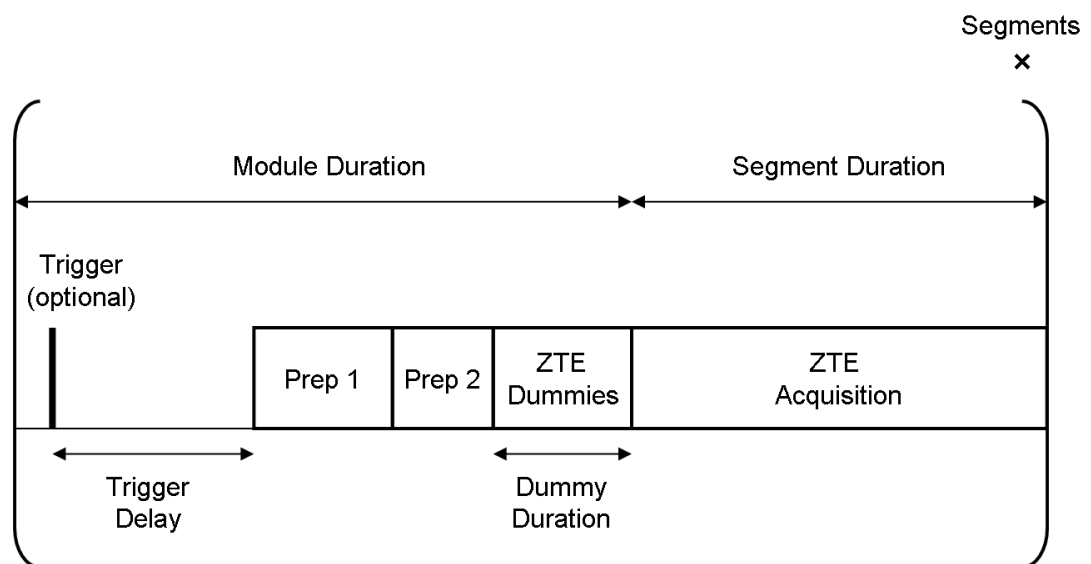 Segments
×
Module Duration
Segment Duration
Trigger
(optional)
Prep 1
Prep 2
ZTE
Dummies
ZTE
Acquisition
Trigger
Delay
Dummy
Duration